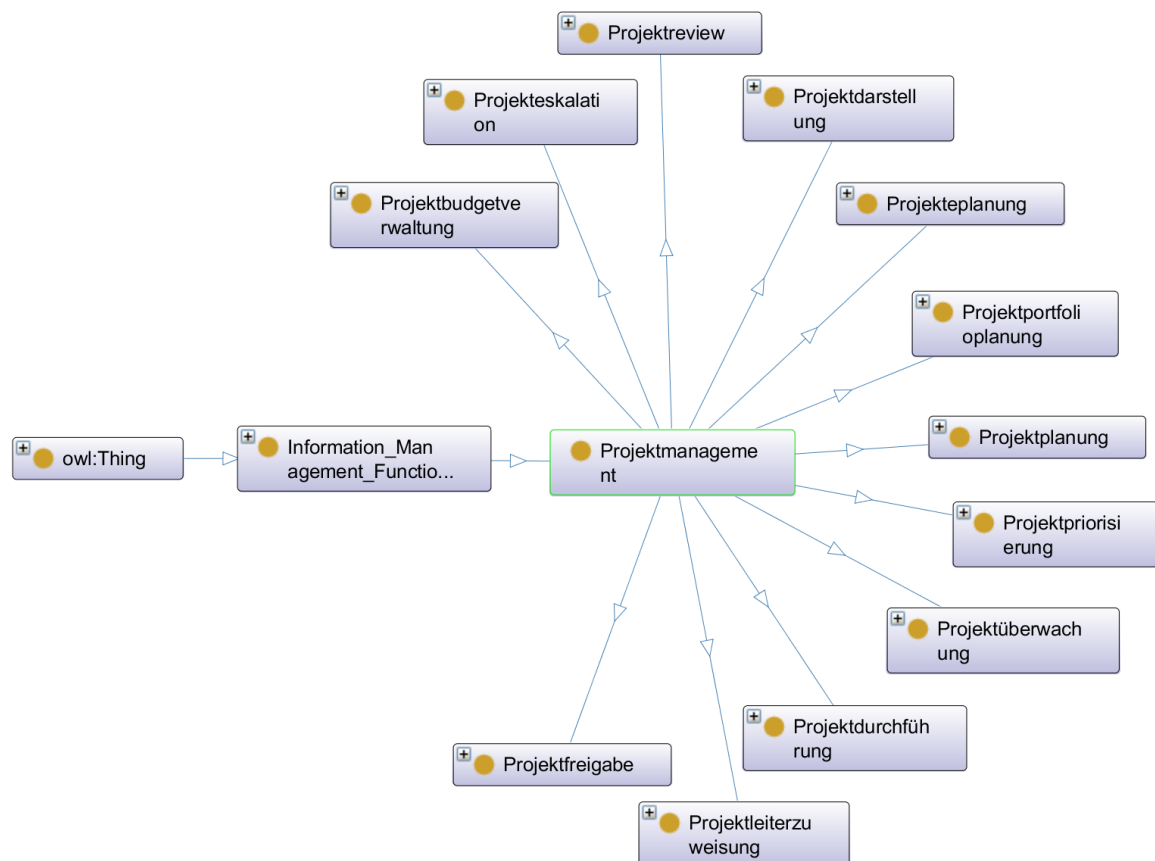 Projektreview
Projekteskalati
on
Projektdarstell
ung
Projektbudgetve
rwaltung
Projekteplanung
Projektportfoli
oplanung
Projektplanung
owl:Thing
Information_Man
agement_Functio...
Projektmanageme
nt
Projektpriorisi
erung
Projektüberwach
ung
Projektdurchfüh
rung
Projektfreigabe
Projektleiterzu
weisung